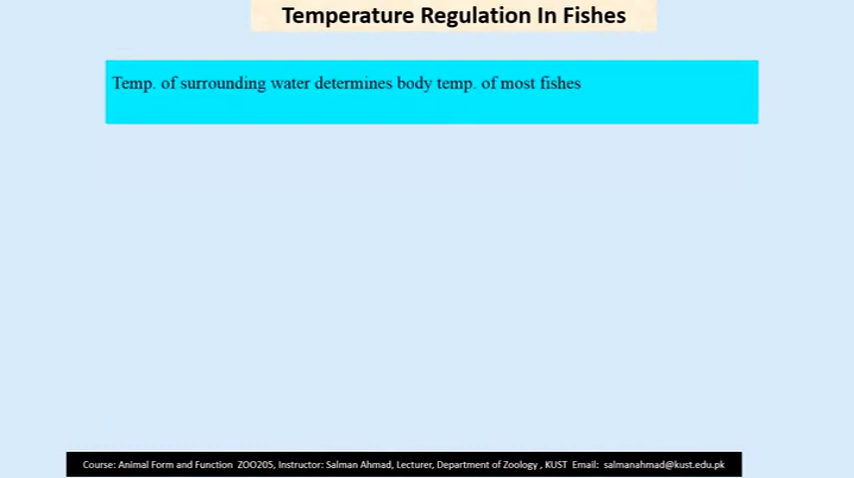 Temperature Regulation In Fishes
Temp. of surrounding water determines body temp. of most fishes
Course: Animal Form and Function ZOO205, Instructor: Salman Ahmad, Lecturer, Department of Zoology , KUST Email: salmanahmad@kust.edu.pk